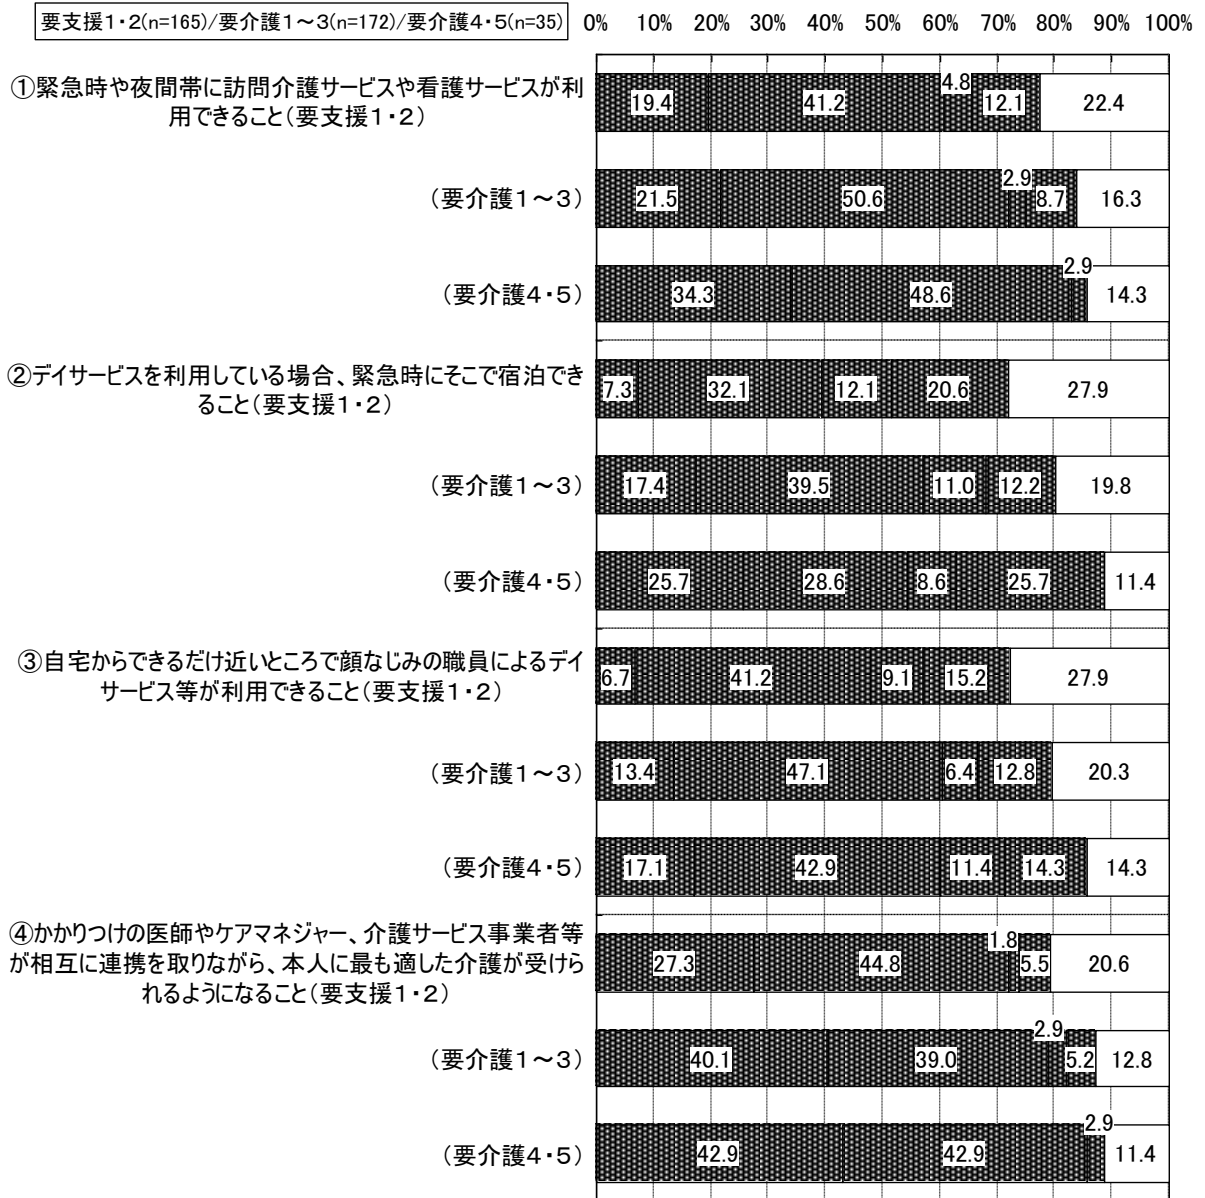 要支援1・2(n=165)/要介護1～3(n=172)/要介護4・5(n=35)
0% 10% 20% 30% 40% 50% 60% 70% 80% 90% 100%
①緊急時や夜間帯に訪問介護サービスや看護サービスが利
用できること（要支援１・２）
19.4 41.2 4.8 12.1 22.4
（要介護１～３）
21.5 50.6 2.9 8.7 16.3
（要介護４・５）
34.3 48.6 2.9 14.3
②デイサービスを利用している場合、緊急時にそこで宿泊でき
ること（要支援１・２）
7.3 32.1 12.1 20.6 27.9
（要介護１～３）
17.4 39.5 11.0 12.2 19.8
（要介護４・５）
25.7 28.6 8.6 25.7 11.4
③自宅からできるだけ近いところで顔なじみの職員によるデイ
サービス等が利用できること（要支援１・２）
6.7 41.2 9.1 15.2 27.9
（要介護１～３）
13.4 47.1 6.4 12.8 20.3
（要介護４・５）
17.1 42.9 11.4 14.3 14.3
④かかりつけの医師やケアマネジャー、介護サービス事業者等
が相互に連携を取りながら、本人に最も適した介護が受けら
れるようになること（要支援１・２）
27.3 44.8 1.8 5.5 20.6
（要介護１～３）
40.1 39.0 2.9 5.2 12.8
（要介護４・５）
42.9 42.9 2.9 11.4